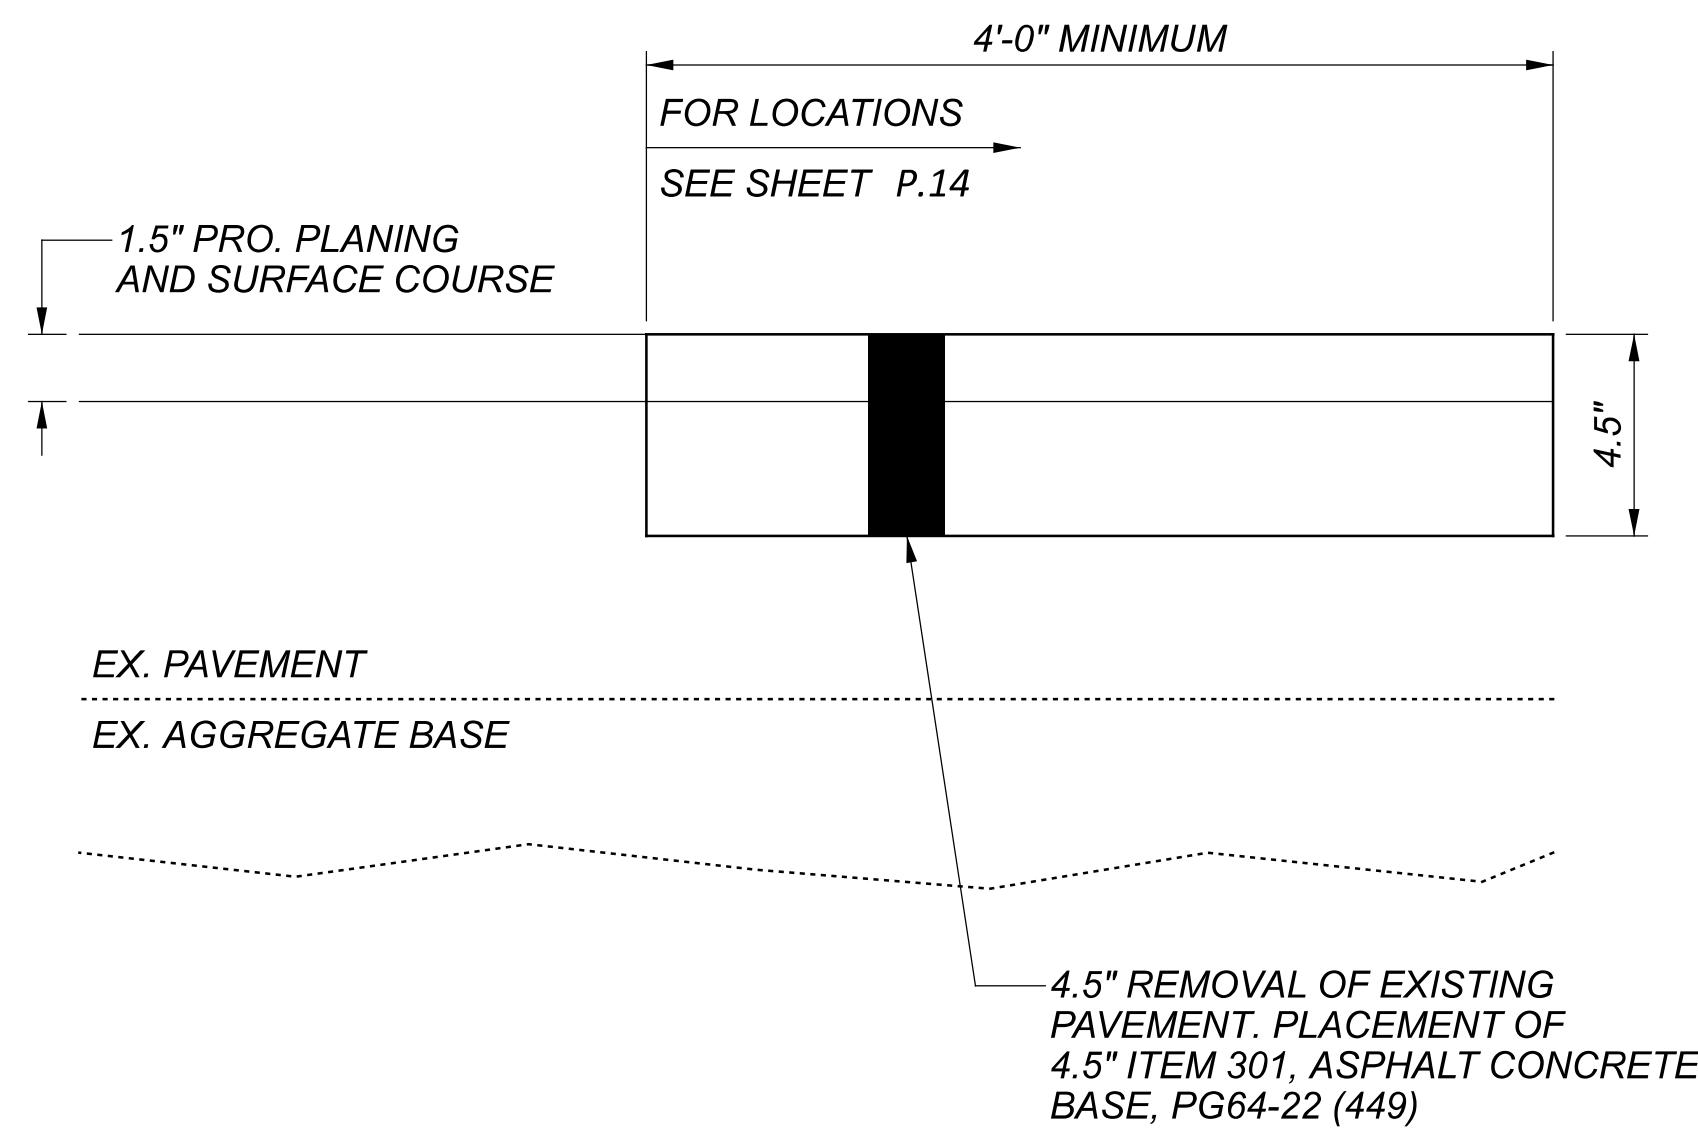 4'-0" MINIMUM
FOR LOCATIONS
SEE SHEET P.14
1.5" PRO. PLANING
AND SURFACE COURSE
4.5"
EX. PAVEMENT
EX. AGGREGATE BASE
4.5" REMOVAL OF EXISTING
PAVEMENT. PLACEMENT OF
4.5" ITEM 301, ASPHALT CONCRETE
BASE, PG64-22 (449)